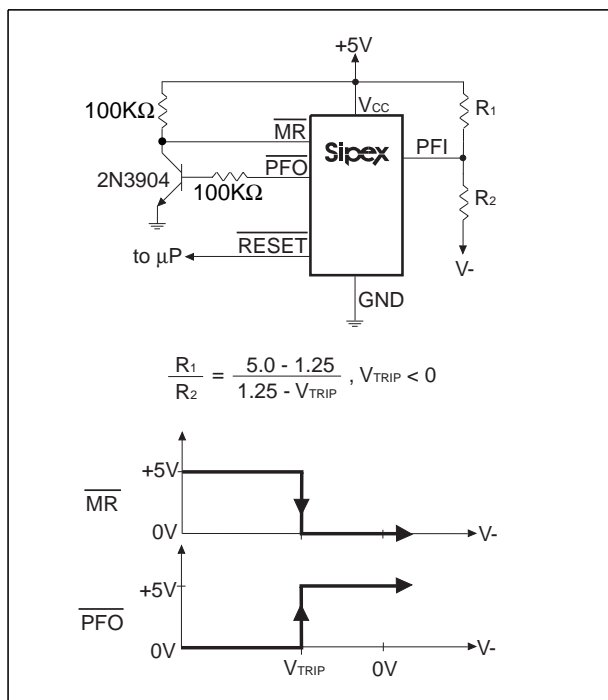 +5V
100KΩ
VCC
R1
MR
Sipex
PFI
PFO
2N3904
100KΩ
R2
RESET
to μP
V-
GND
R1/R2 = 5.0 - 1.25 / 1.25 - VTRIP , VTRIP < 0
+5V
MR
0V
V-
+5V
PFO
0V
V-
VTRIP
0V